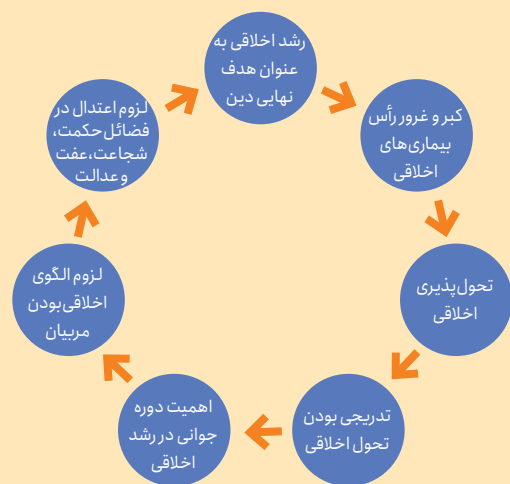 رشد اخلاقی به
عنوان هدف
نهایی دین
کبر و غرور رأس
بیماری‌های
اخلاقی
تحول‌پذیری
اخلاقی
تدریجی بودن
تحول اخلاقی
اهمیت دوره
جوانی در رشد
اخلاقی
لزوم الگوی
اخلاقی‌بودن
مربیان
لزوم اعتدال در
فضائل حکمت،
شجاعت، عفت
و عدالت